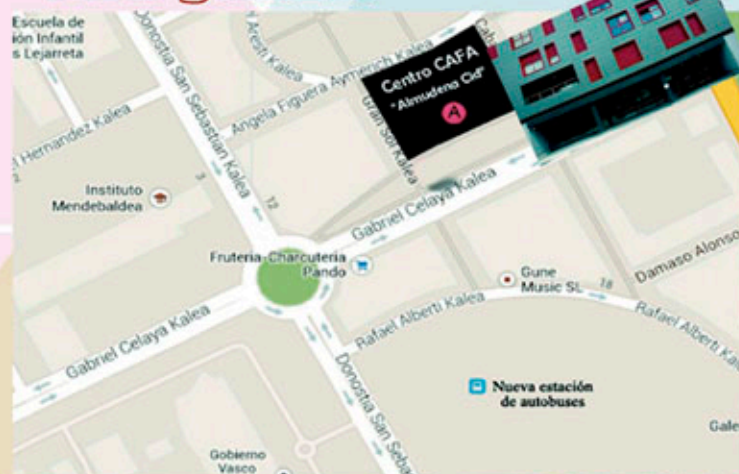 Escuela de
ión Infantil
s Lejarreta
Aresti Kalea
Centro CAFA
"Almudena Cid"
A
Angela Figuera Aymerich Kalea
Gran Sol Kalea
Hernandez Kalea
Donostia San Sebastian Kalea
Instituto
Mendebaldea
3
12
2
Gabriel Celaya Kalea
Fruteria-Charcuteria
Pando
Gune
Music SL
18
Damaso Alonso
Rafael Alberti Kalea
Rafael Alberti Kal
Gabriel Celaya Kalea
Donostia San Seba
Nueva estación
de autobuses
Gale
Gobierno
Vasco